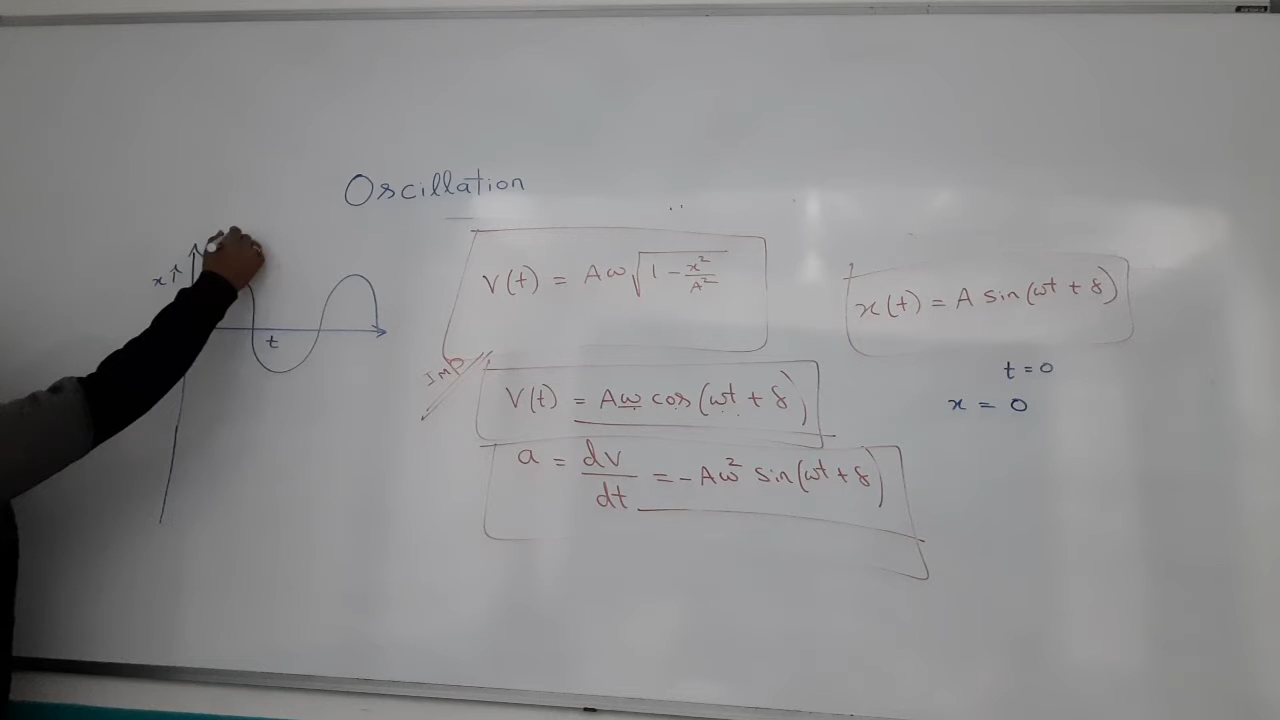 Oscillation
x↑
t
V(t) = Aω√(1 - x²/A²)
x(t) = A sin(ωt + δ)
t = 0
x = 0
IMP
V(t) = Aω cos(ωt + δ)
a = dv/dt = -Aω² sin(ωt + δ)